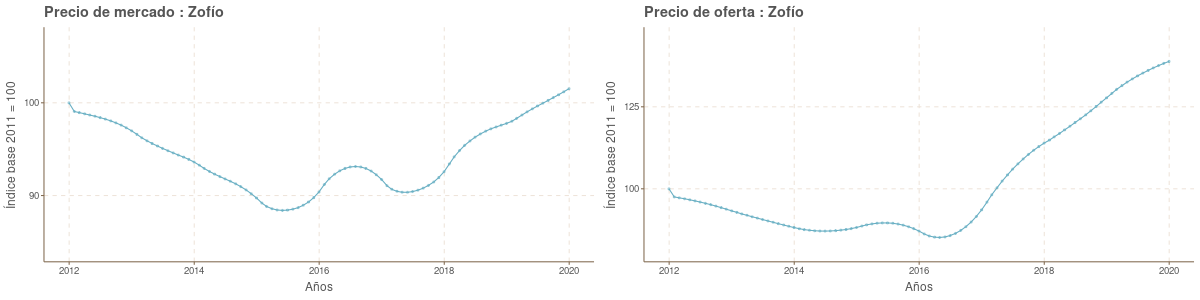 Precio de mercado : Zofío
Índice base 2011 = 100
100
90
2012
2014
2016
2018
2020
Años
Precio de oferta : Zofío
Índice base 2011 = 100
125
100
2012
2014
2016
2018
2020
Años